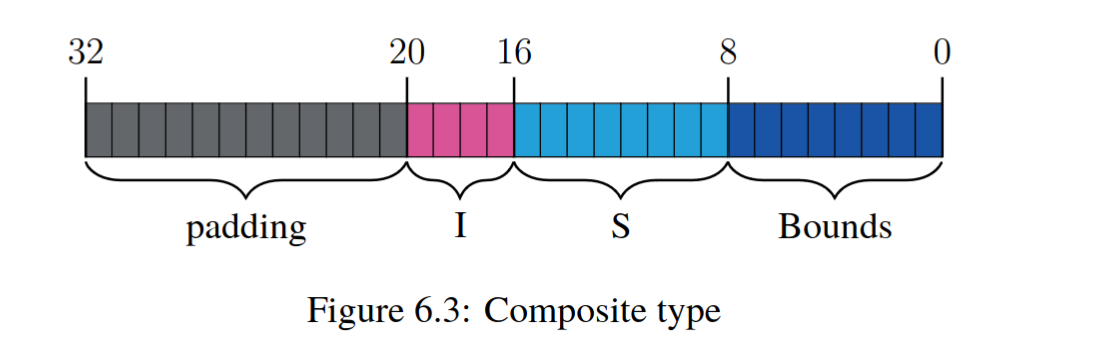 32 20 16 8 0
padding I S Bounds
Figure 6.3: Composite type